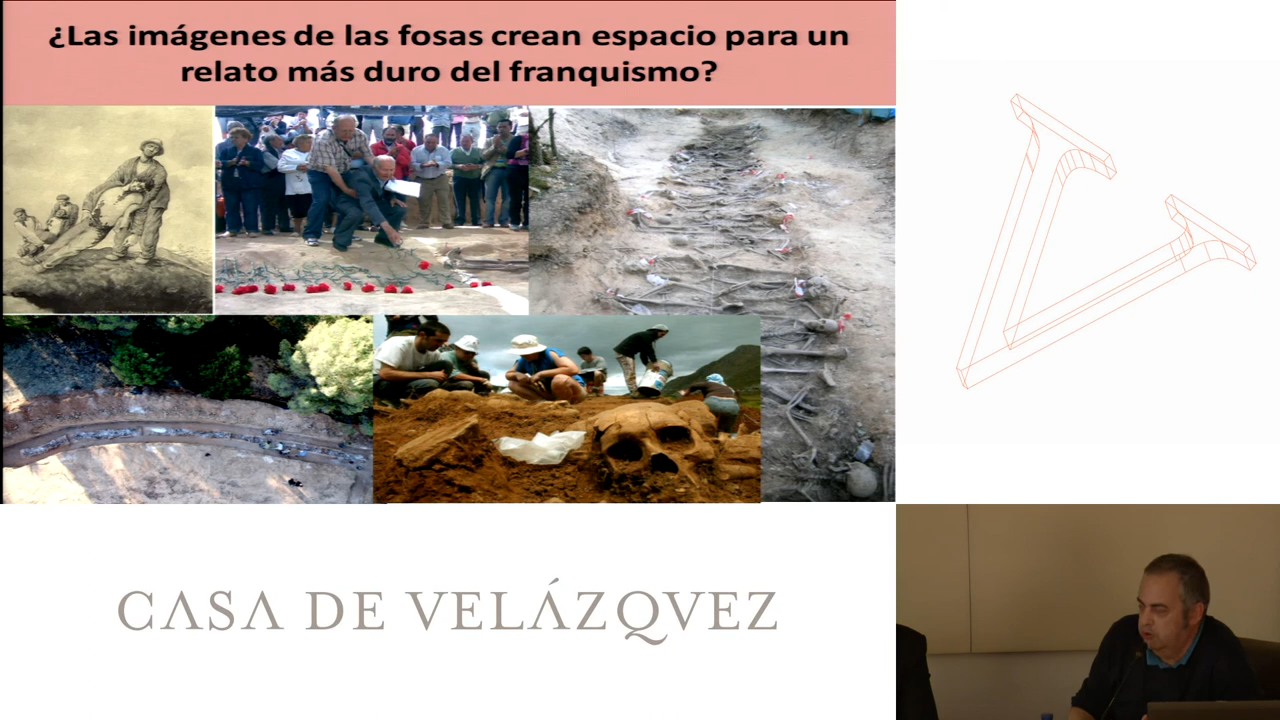 ¿Las imágenes de las fosas crean espacio para un
relato más duro del franquismo?
CASA DE VELÁZQVEZ